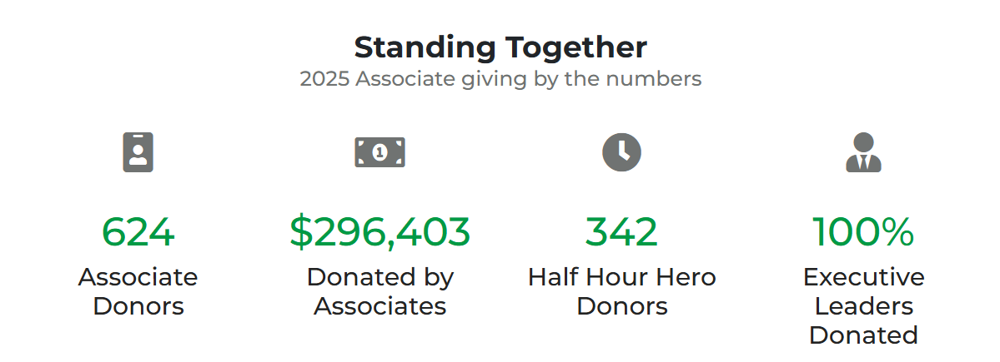 Standing Together
2025 Associate giving by the numbers
1
624
Associate
Donors
$296,403
Donated by
Associates
342
Half Hour Hero
Donors
100%
Executive
Leaders
Donated